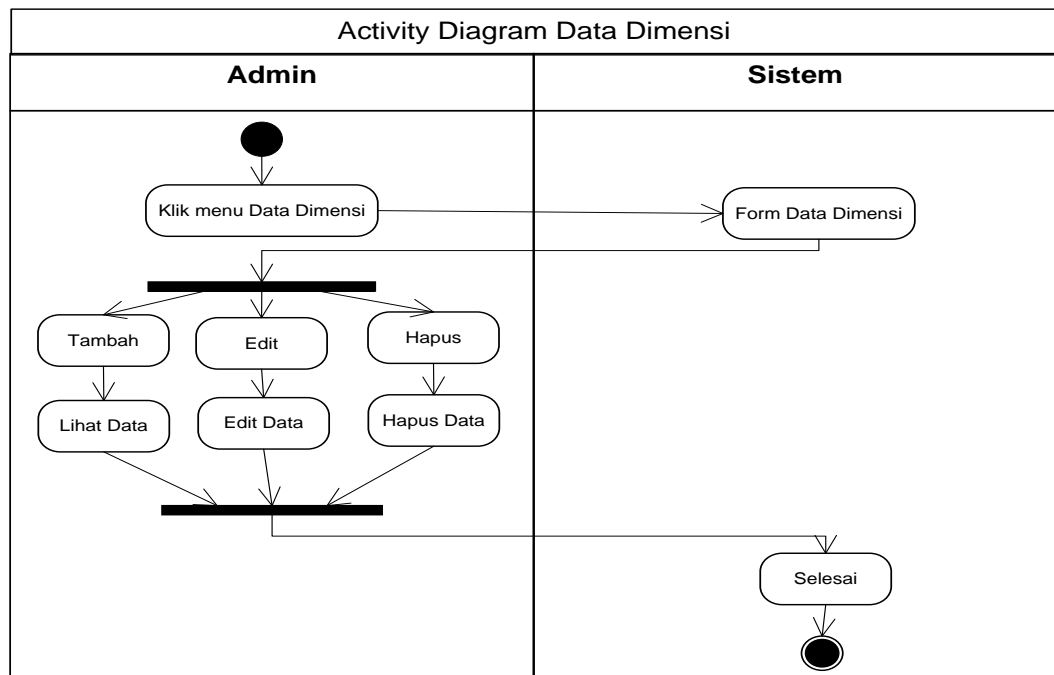 Activity Diagram Data Dimensi
Admin
Sistem
Klik menu Data Dimensi
Form Data Dimensi
Tambah
Edit
Hapus
Lihat Data
Edit Data
Hapus Data
Selesai